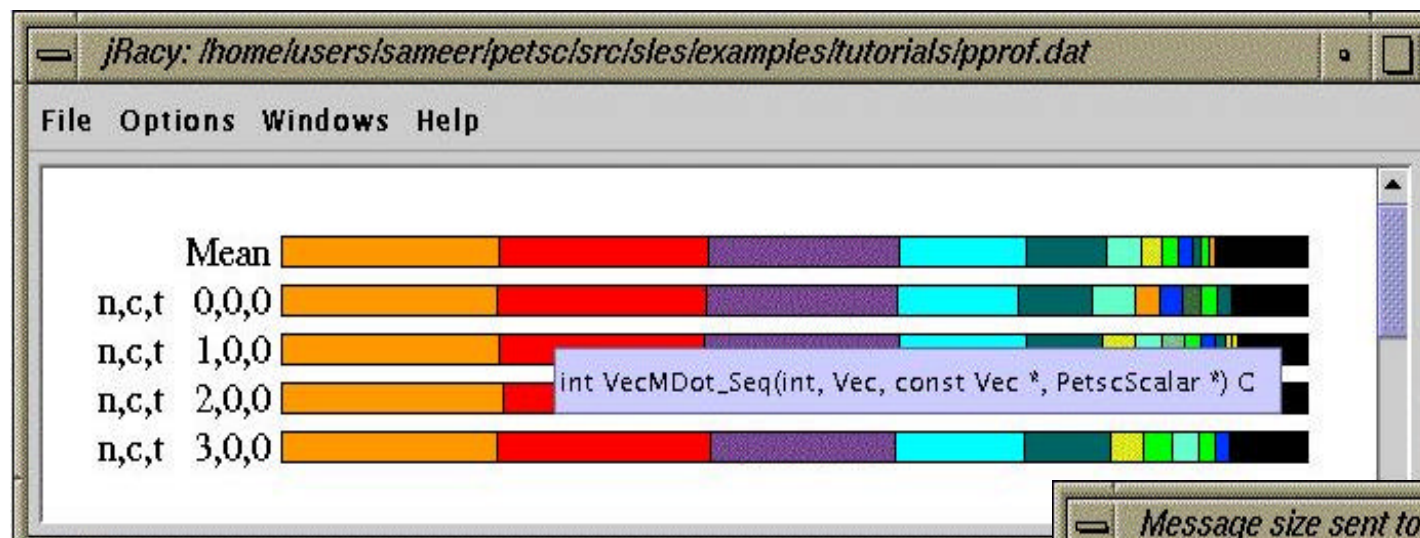 jRacy: /home/users/sameer/petsc/src/sles/examples/tutorials/pprof.dat
File Options Windows Help
Mean
n,c,t 0,0,0
n,c,t 1,0,0
int VecMDot_Seq(int, Vec, const Vec *, PetscScalar *) C
n,c,t 2,0,0
n,c,t 3,0,0
Message size sent to